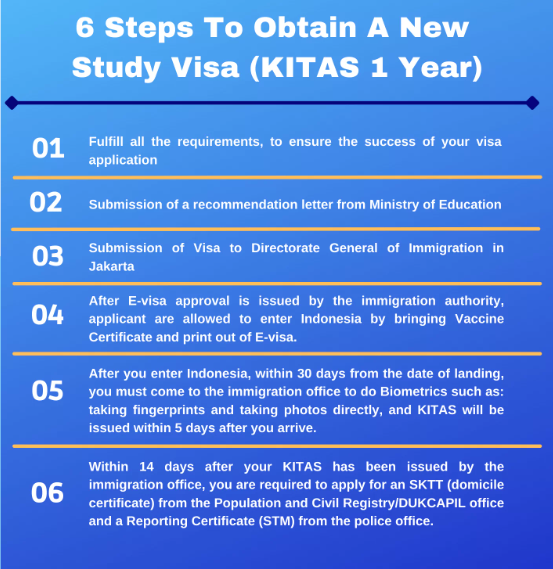 6 Steps To Obtain A New
Study Visa (KITAS 1 Year)
01
Fulfill all the requirements, to ensure the success of your visa
application
02
Submission of a recommendation letter from Ministry of Education
03
Submission of Visa to Directorate General of Immigration in
Jakarta
04
After E-visa approval is issued by the immigration authority,
applicant are allowed to enter Indonesia by bringing Vaccine
Certificate and print out of E-visa.
05
After you enter Indonesia, within 30 days from the date of landing,
you must come to the immigration office to do Biometrics such as:
taking fingerprints and taking photos directly, and KITAS will be
issued within 5 days after you arrive.
06
Within 14 days after your KITAS has been issued by the
immigration office, you are required to apply for an SKTT (domicile
certificate) from the Population and Civil Registry/DUKCAPIL office
and a Reporting Certificate (STM) from the police office.